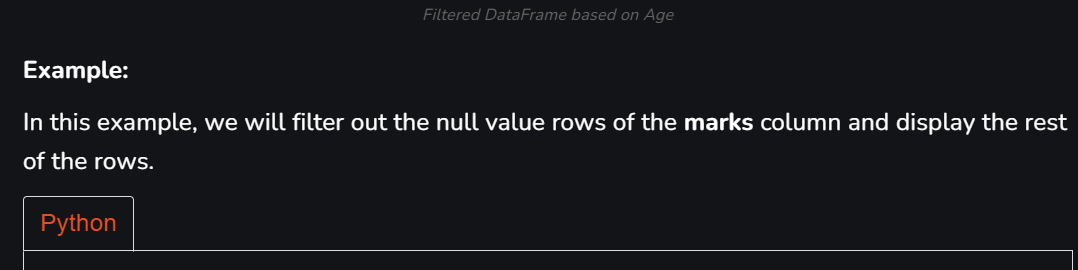 Filtered DataFrame based on Age
Example:
In this example, we will filter out the null value rows of the marks column and display the rest
of the rows.
Python